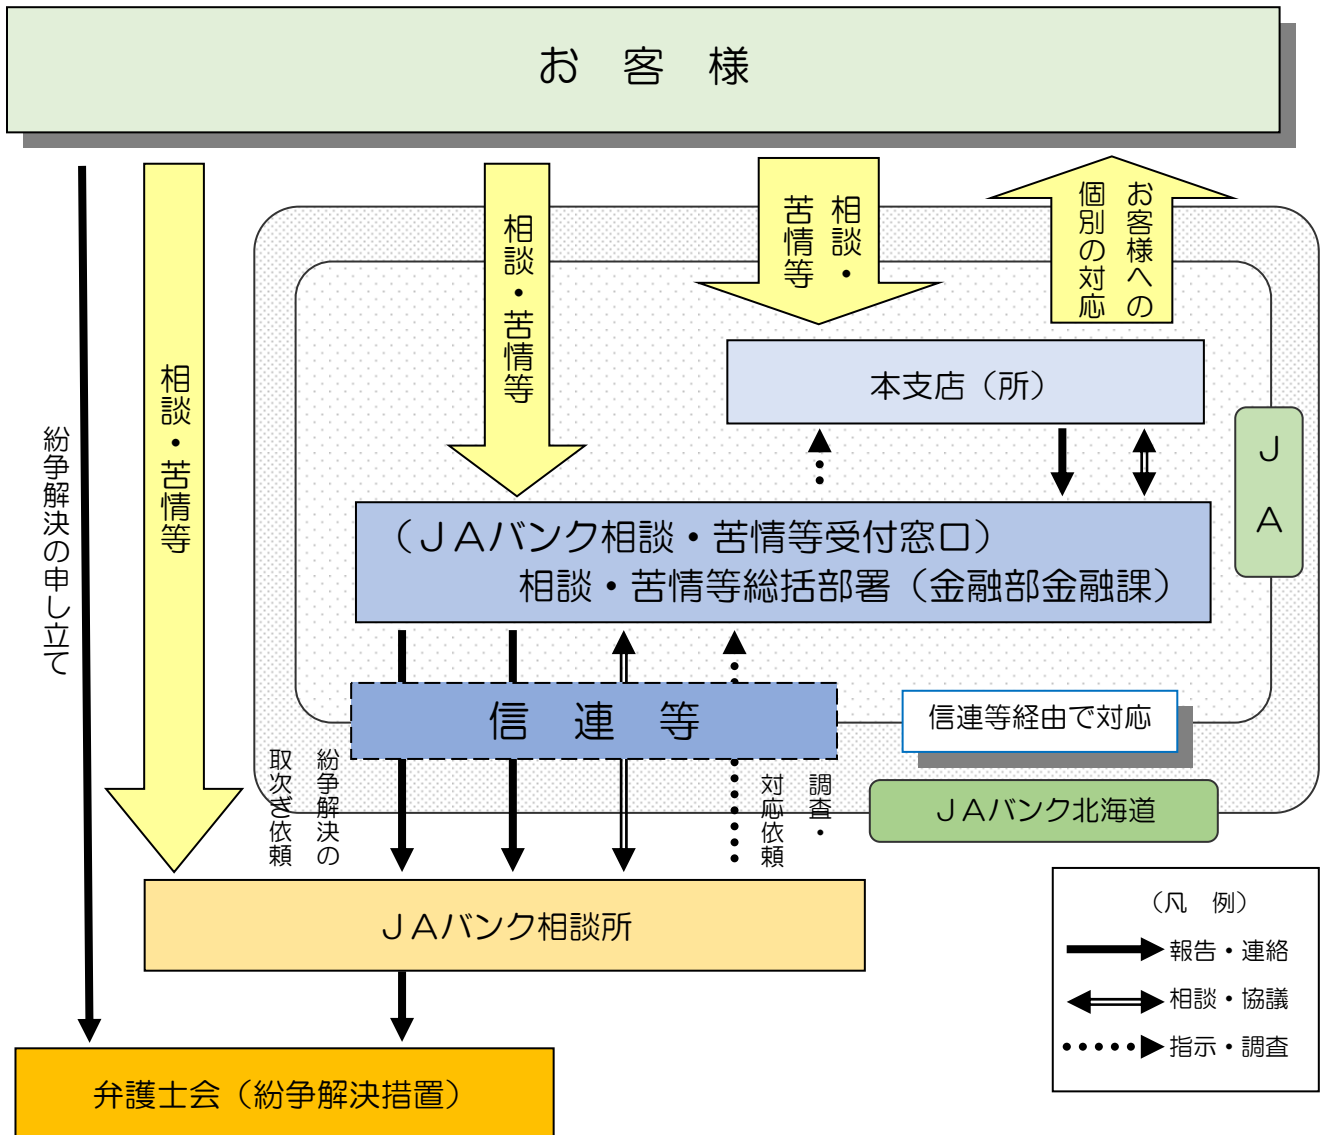 お　客　様
相談・苦情等
相談・苦情等
相談・
苦情等
お客様への
個別の対応
紛争解決の申し立て
本支店（所）
ＪＡ
（ＪＡバンク相談・苦情等受付窓口）
相談・苦情等総括部署（金融部金融課）
信　連　等
信連等経由で対応
紛争解決の
取次ぎ依頼
調査・
対応依頼
ＪＡバンク北海道
ＪＡバンク相談所
弁護士会（紛争解決措置）
（凡　例）
報告・連絡
相談・協議
指示・調査